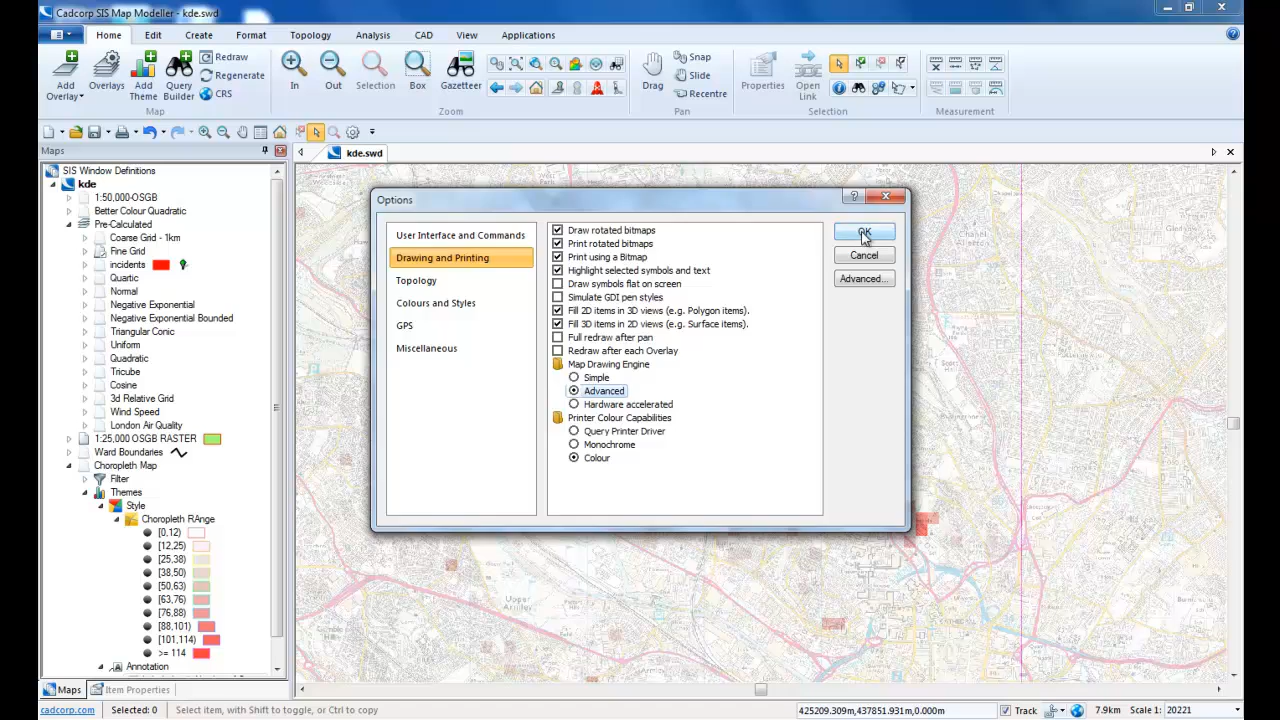 Cadcorp SIS Map Modeller - kde.swd
Home Edit Create Format Topology Analysis CAD View Applications
Add Overlay
Overlays
Add Theme
Query Builder
Redraw
Regenerate
CRS
Map
In
Out
Selection
Box
Gazetteer
Zoom
Drag
Snap
Slide
Recentre
Pan
Properties
Open Link
Selection
Measurement
Maps
kde.swd
SIS Window Definitions
kde
1:50,000-OSGB
Better Colour Quadratic
Pre-Calculated
Coarse Grid - 1km
Fine Grid
incidents
Quartic
Normal
Negative Exponential
Negative Exponential Bounded
Triangular Conic
Uniform
Quadratic
Tricube
Cosine
3d Relative Grid
Wind Speed
London Air Quality
1:25,000 OSGB RASTER
Ward Boundaries
Choropleth Map
Filter
Themes
Style
Choropleth RAnge
[0,12)
[12,25)
[25,38)
[38,50)
[50,63)
[63,76)
[76,88)
[88,101)
[101,114)
>= 114
Annotation
Maps Item Properties
Options
User Interface and Commands
Drawing and Printing
Topology
Colours and Styles
GPS
Miscellaneous
Draw rotated bitmaps
Print rotated bitmaps
Print using a Bitmap
Highlight selected symbols and text
Draw symbols flat on screen
Simulate GDI pen styles
Fill 2D items in 3D views (e.g. Polygon items).
Fill 3D items in 2D views (e.g. Surface items).
Full redraw after pan
Redraw after each Overlay
Map Drawing Engine
Simple
Advanced
Hardware accelerated
Printer Colour Capabilities
Query Printer Driver
Monochrome
Colour
OK
Cancel
Advanced...
Upper
Armley
cadcorp.com Selected: 0 Select item, with Shift to toggle, or Ctrl to copy 425209.309m,437851.931m,0.000m Track 7.9km Scale 1: 20221